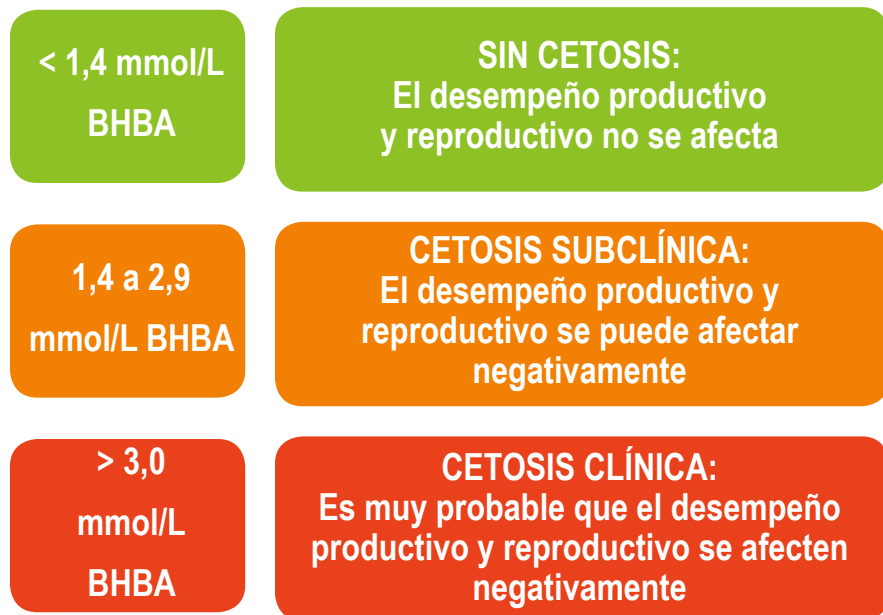 < 1,4 mmol/L
BHBA
SIN CETOSIS:
El desempeño productivo
y reproductivo no se afecta
1,4 a 2,9
mmol/L BHBA
CETOSIS SUBCLÍNICA:
El desempeño productivo y
reproductivo se puede afectar
negativamente
> 3,0
mmol/L
BHBA
CETOSIS CLÍNICA:
Es muy probable que el desempeño
productivo y reproductivo se afecten
negativamente